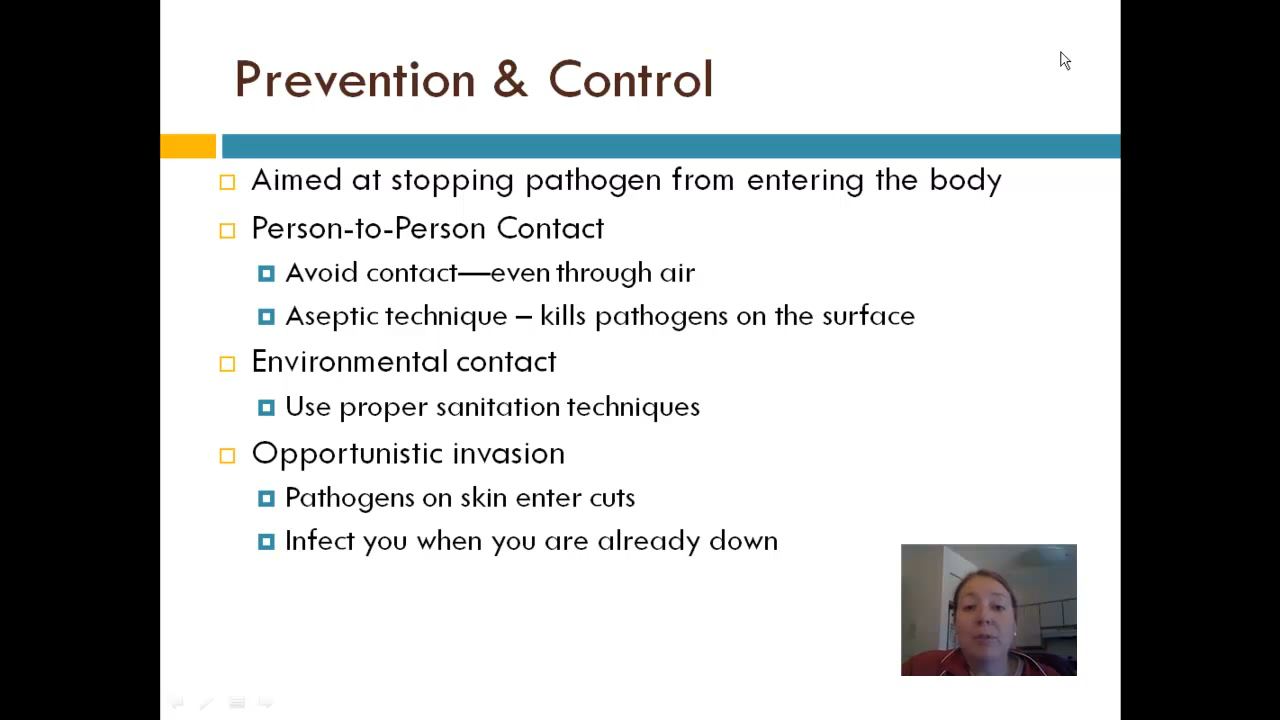 Prevention & Control
Aimed at stopping pathogen from entering the body
Person-to-Person Contact
Avoid contact—even through air
Aseptic technique – kills pathogens on the surface
Environmental contact
Use proper sanitation techniques
Opportunistic invasion
Pathogens on skin enter cuts
Infect you when you are already down